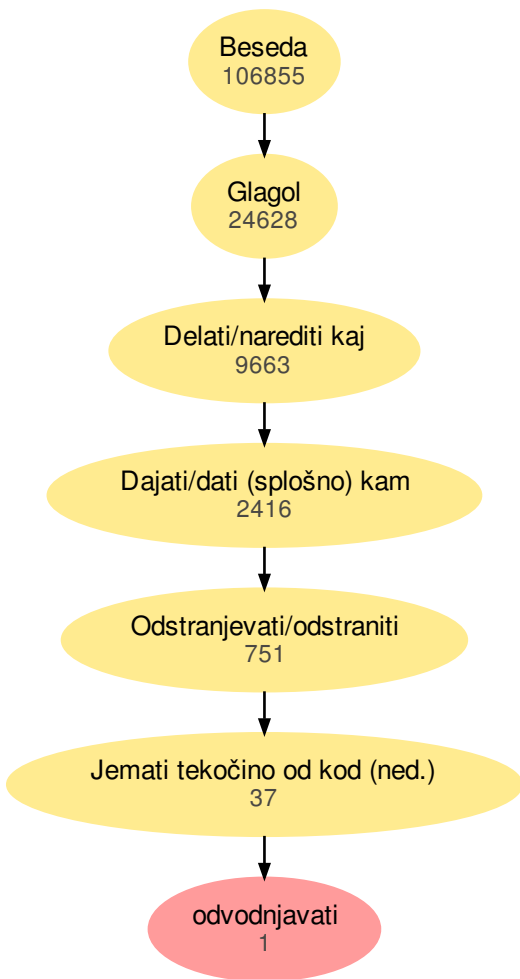 Beseda
106855
Glagol
24628
Delati/narediti kaj
9663
Dajati/dati (splošno) kam
2416
Odstranjevati/odstraniti
751
Jemati tekočino od kod (ned.)
37
odvodnjavati
1